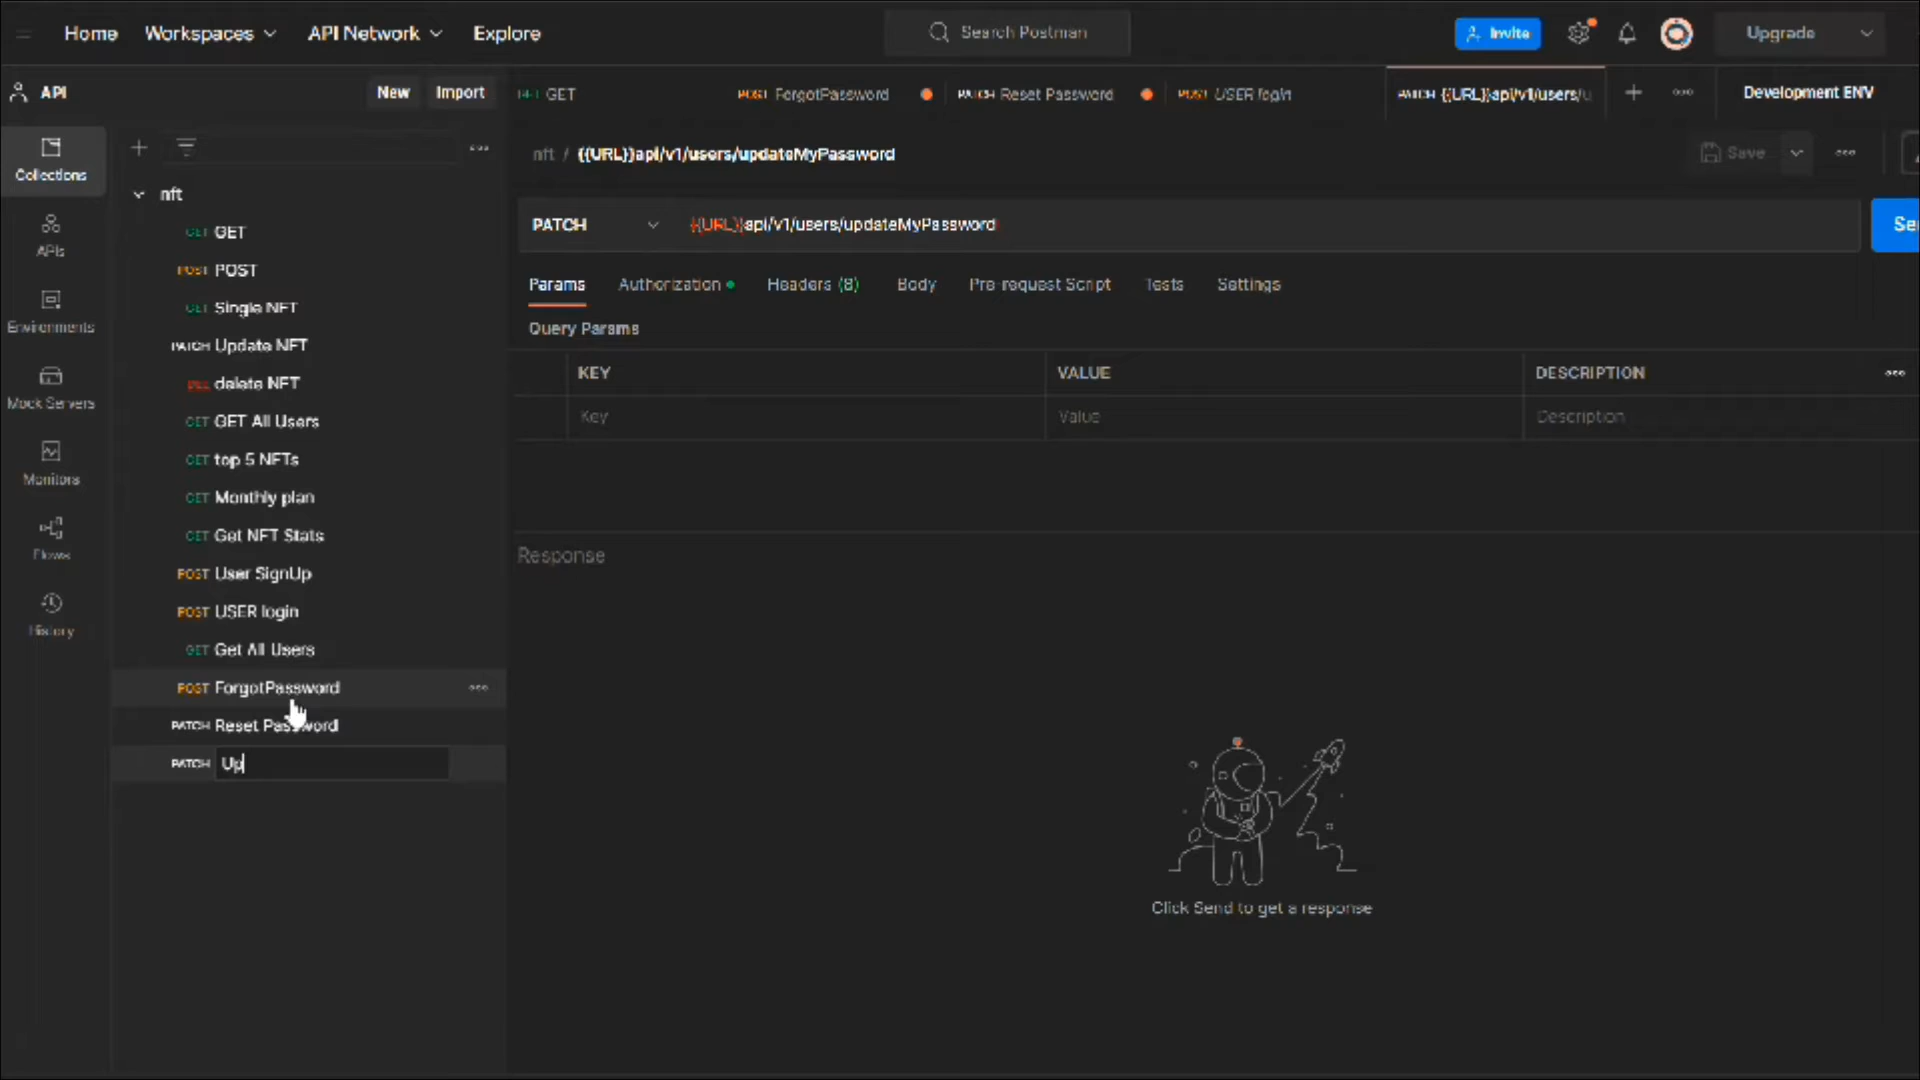 Home Workspaces API Network Explore Search Postman Invite Upgrade
API New Import GET GET POST ForgotPassword PATCH Reset Password POST USER login PATCH {{URL}}api/v1/users/u Development ENV
Collections
APIs
Environments
Mock Servers
Monitors
Flows
History
nft
GET GET
POST POST
GET Single NFT
PATCH Update NFT
DEL delete NFT
GET GET All Users
GET top 5 NFTs
GET Monthly plan
GET Get NFT Stats
POST User SignUp
POST USER login
GET Get All Users
POST ForgotPassword
PATCH Reset Password
PATCH Up
nft / {{URL}}api/v1/users/updateMyPassword Save
PATCH {{URL}}api/v1/users/updateMyPassword Se
Params Authorization Headers (8) Body Pre-request Script Tests Settings
Query Params
KEY VALUE DESCRIPTION
Key Value Description
Response
Click Send to get a response